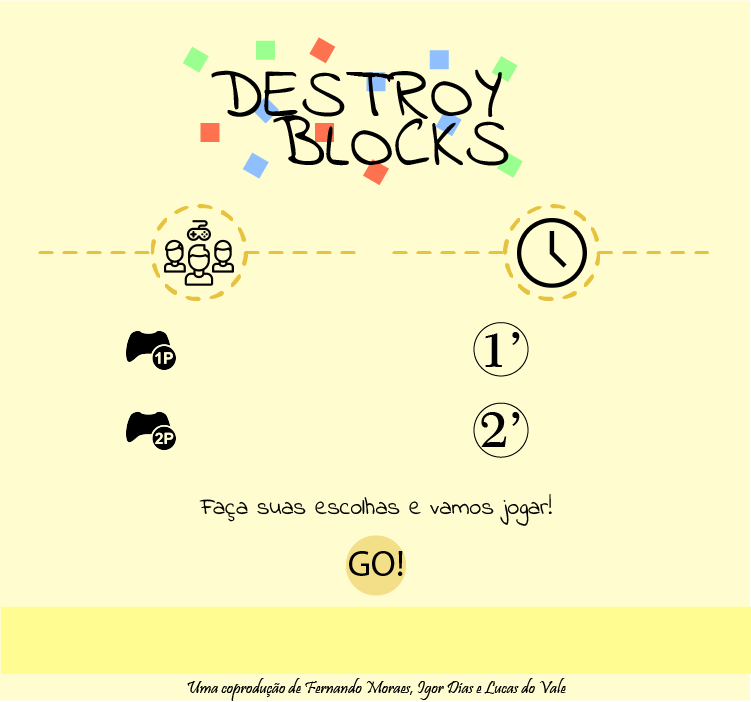 DESTROY
BLOCKS
1P
1’
2P
2’
Faça suas escolhas e vamos jogar!
GO!
Uma coprodução de Fernando Moraes, Igor Dias e Lucas do Vale